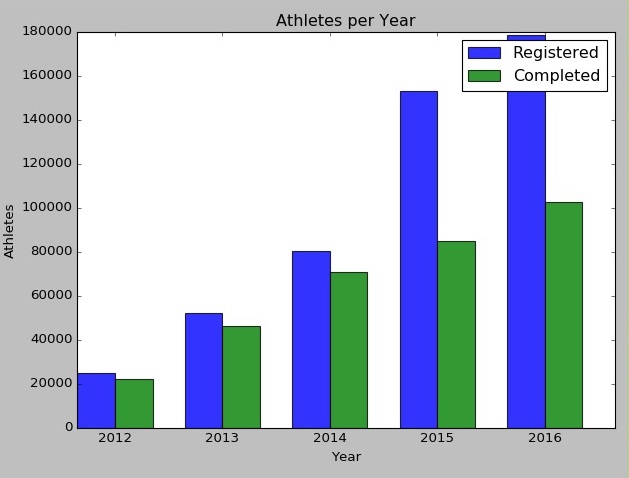 Athletes per Year
180000
160000
140000
120000
100000
80000
60000
40000
20000
0
Athletes
Registered
Completed
2012 2013 2014 2015 2016
Year